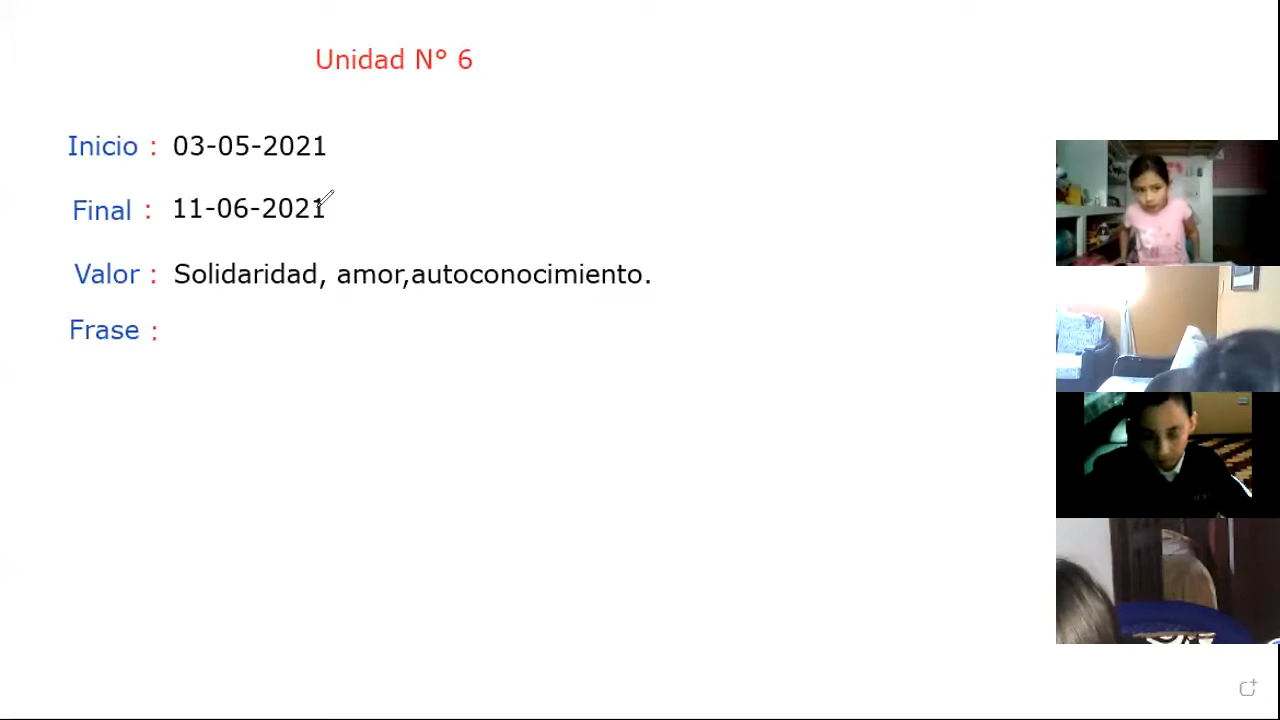 Unidad N° 6
Inicio : 03-05-2021
Final : 11-06-2021
Valor : Solidaridad, amor,autoconocimiento.
Frase :